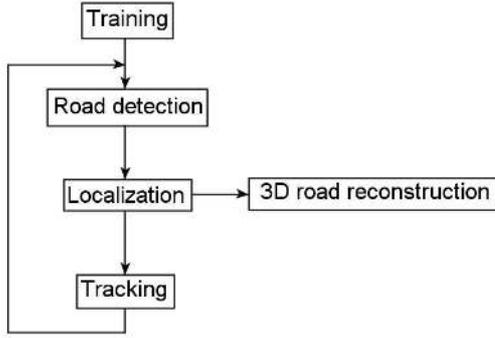 Training
Road detection
Localization
3D road reconstruction
Tracking